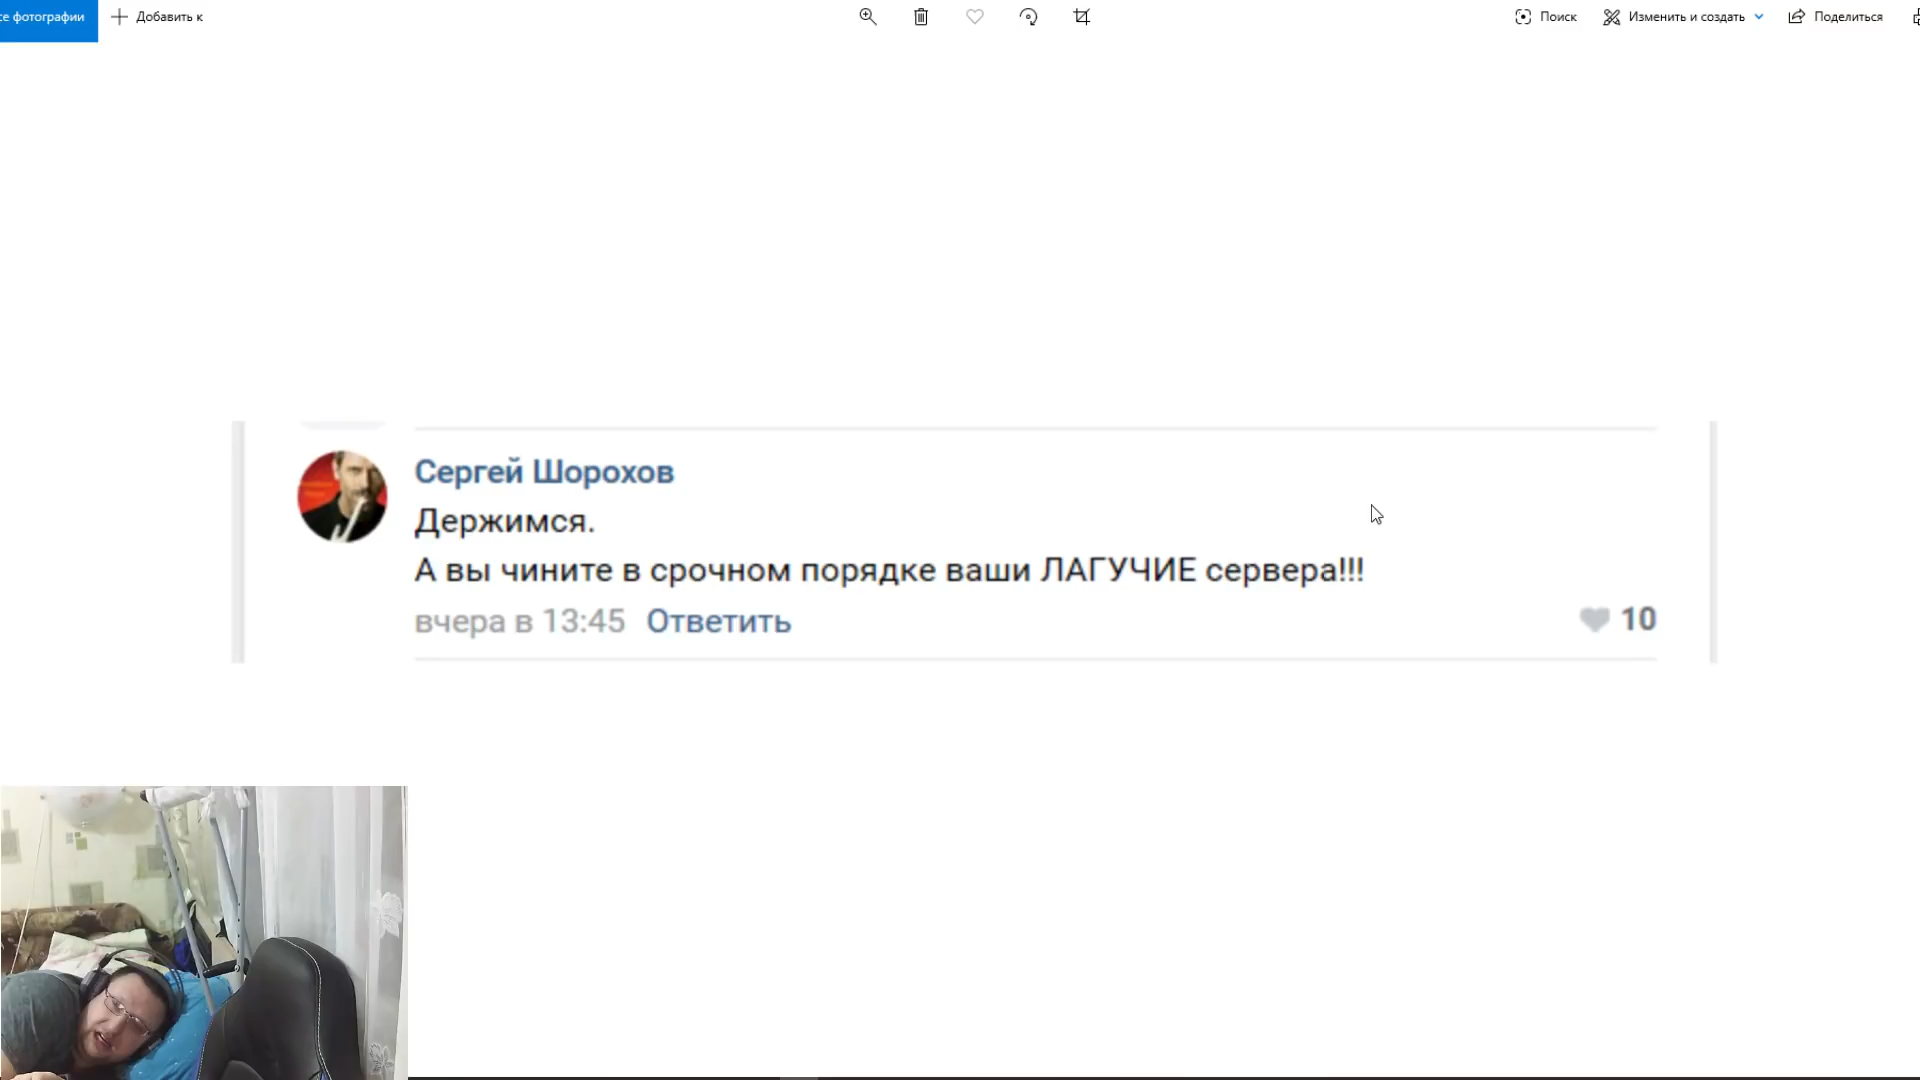 се фотографии
Добавить к
Поиск
Изменить и создать
Поделиться
Сергей Шорохов
Держимся.
А вы чините в срочном порядке ваши ЛАГУЧИЕ сервера!!!
вчера в 13:45 Ответить
10